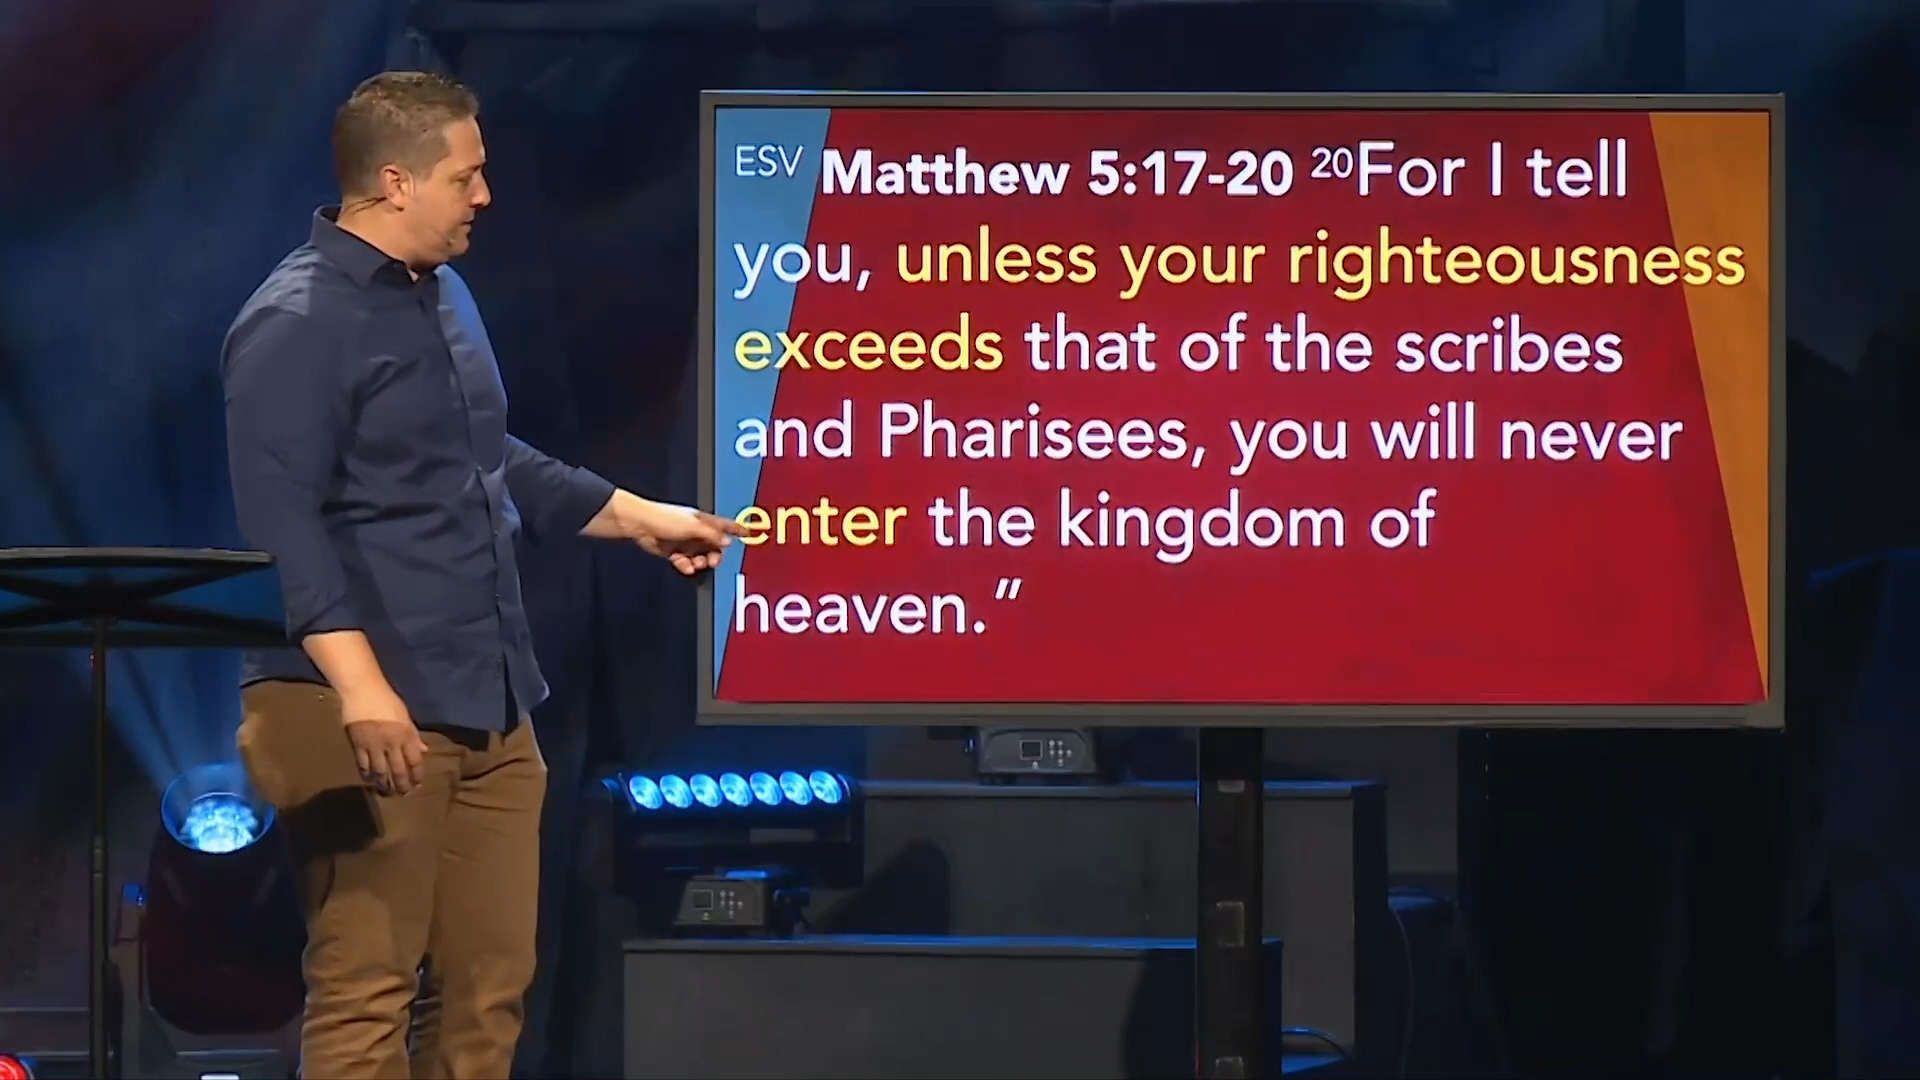 ESV Matthew 5:17-20 20For I tell
you, unless your righteousness
exceeds that of the scribes
and Pharisees, you will never
enter the kingdom of
heaven.”